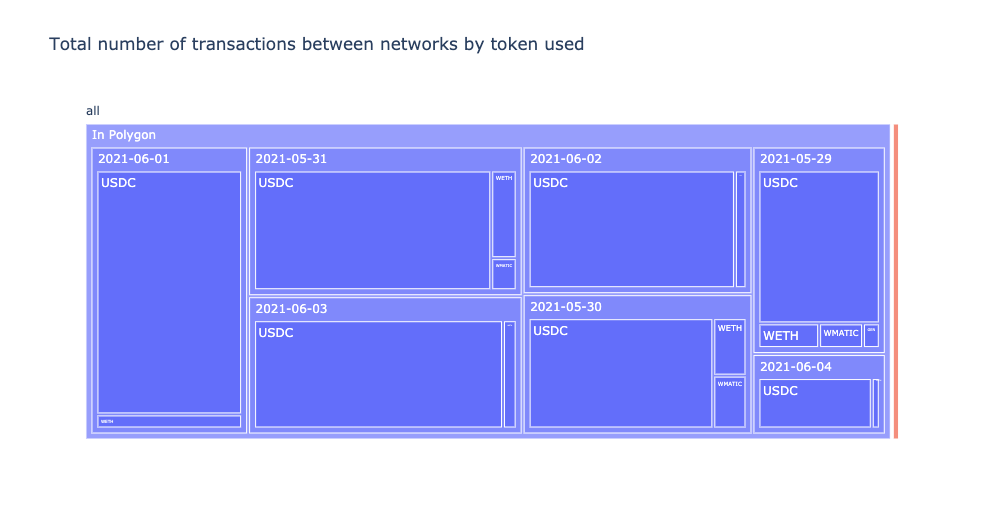 Total number of transactions between networks by token used
all
In Polygon
2021-06-01
USDC
WETH
2021-05-31
USDC
WETH
WMATIC
2021-06-03
USDC
2021-06-02
USDC
2021-05-30
USDC
WETH
WMATIC
2021-05-29
USDC
WETH
WMATIC
2021-06-04
USDC